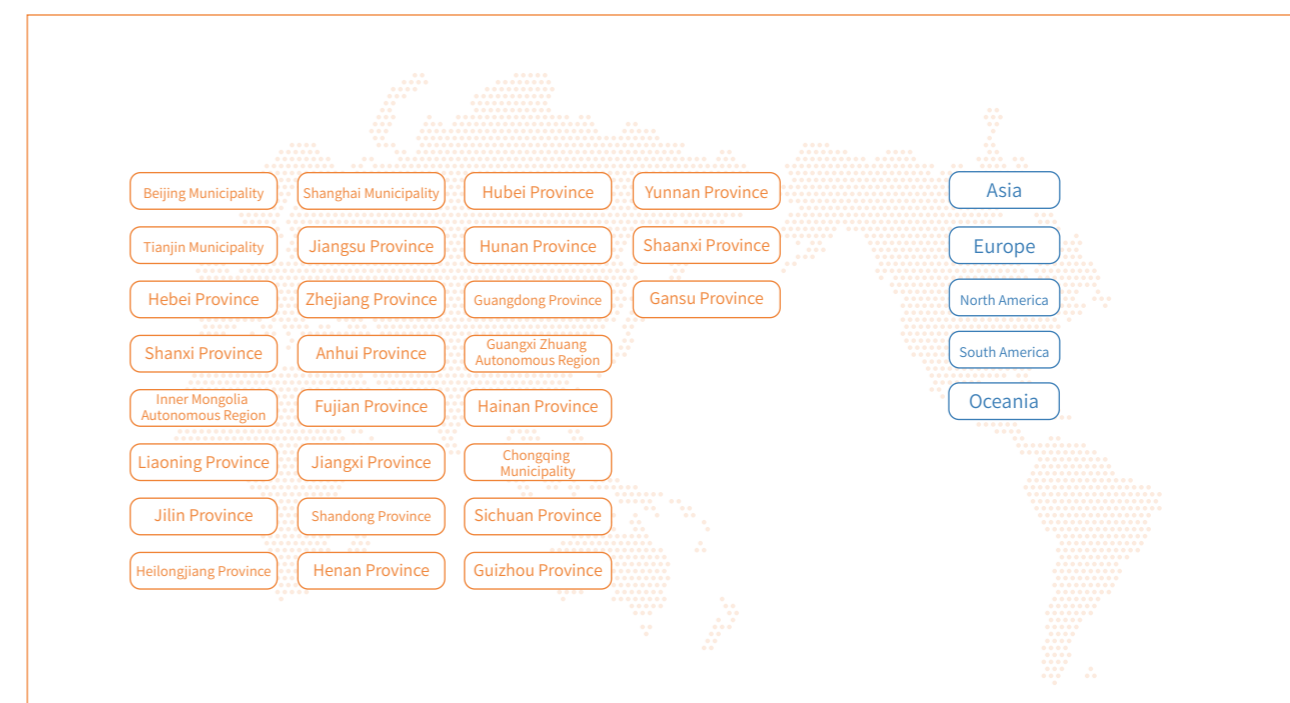 Beijing Municipality
Shanghai Municipality
Hubei Province
Yunnan Province
Asia
Tianjin Municipality
Jiangsu Province
Hunan Province
Shaanxi Province
Europe
Hebei Province
Zhejiang Province
Guangdong Province
Gansu Province
North America
Shanxi Province
Anhui Province
Guangxi Zhuang
Autonomous Region
South America
Inner Mongolia
Autonomous Region
Fujian Province
Hainan Province
Oceania
Liaoning Province
Jiangxi Province
Chongqing
Municipality
Jilin Province
Shandong Province
Sichuan Province
Heilongjiang Province
Henan Province
Guizhou Province